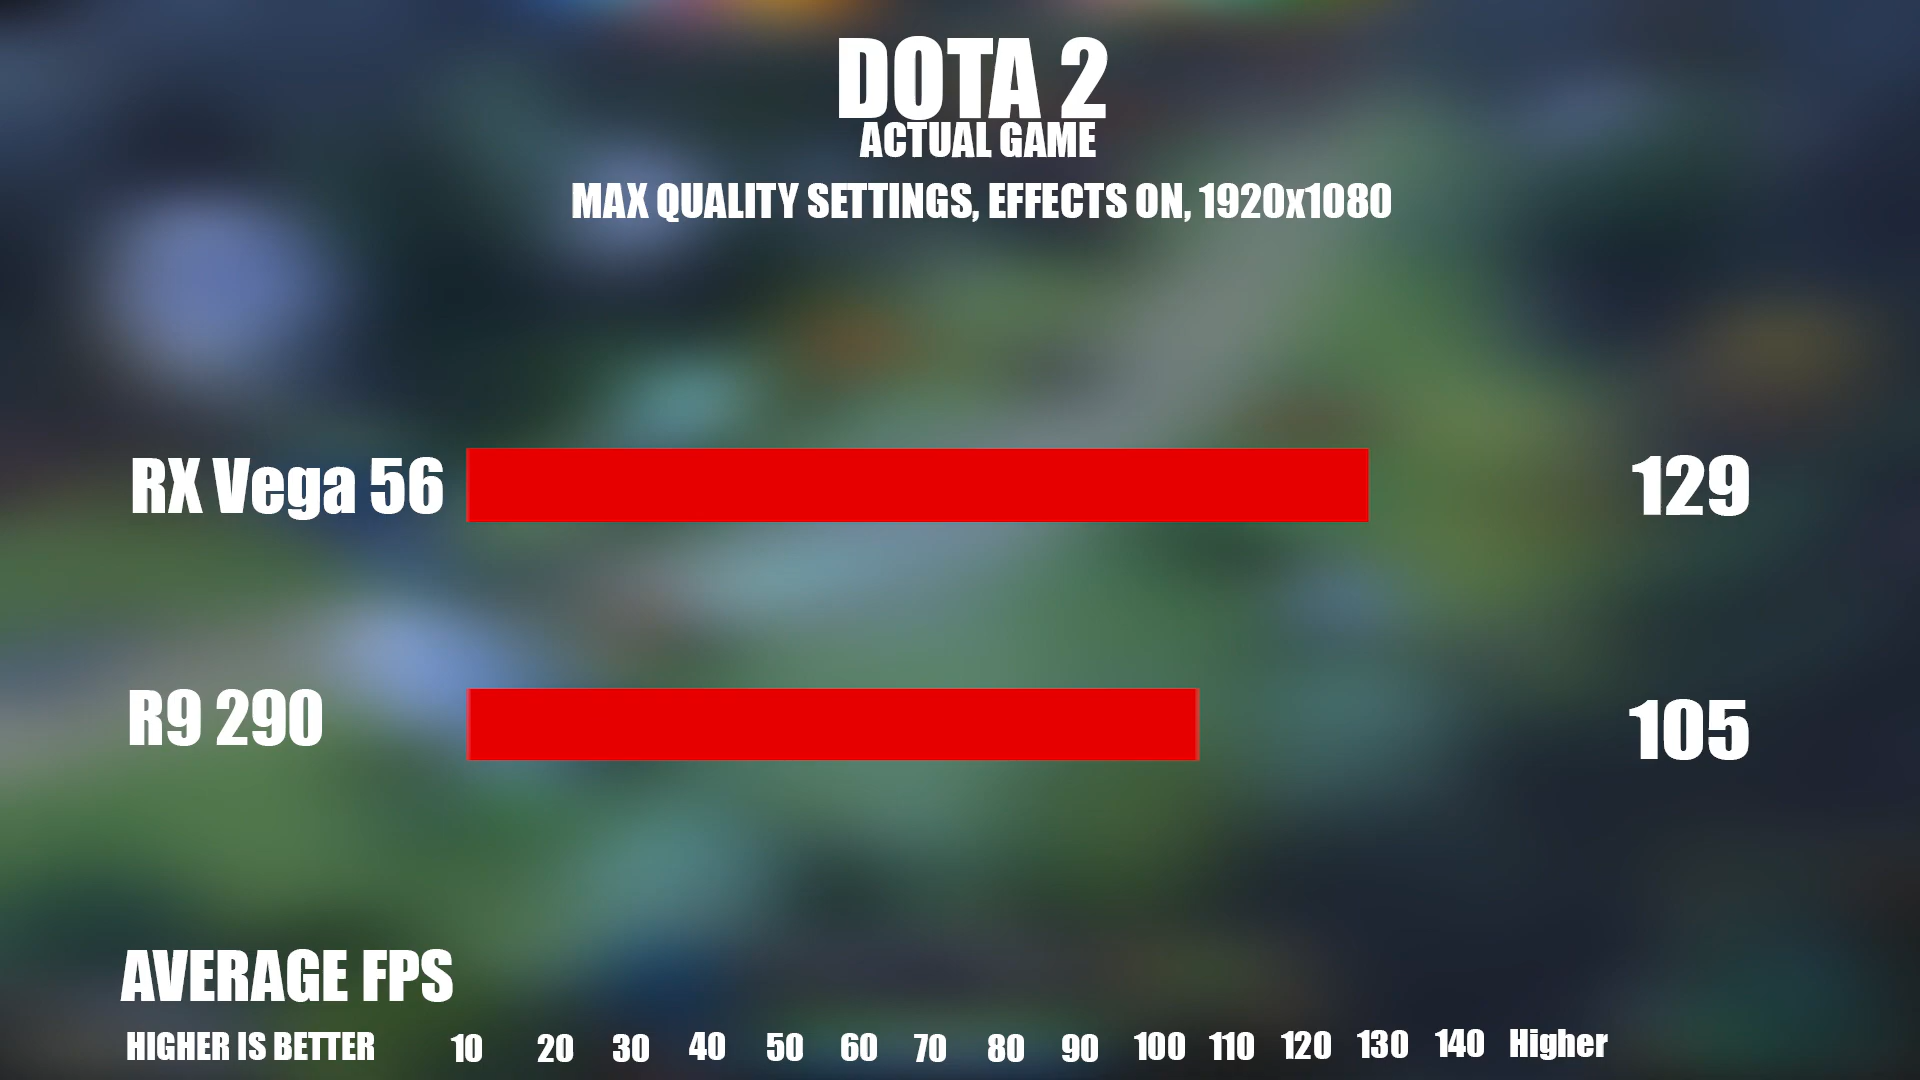 DOTA 2
ACTUAL GAME
MAX QUALITY SETTINGS, EFFECTS ON, 1920x1080
RX Vega 56 129
R9 290 105
AVERAGE FPS
HIGHER IS BETTER 10 20 30 40 50 60 70 80 90 100 110 120 130 140 Higher